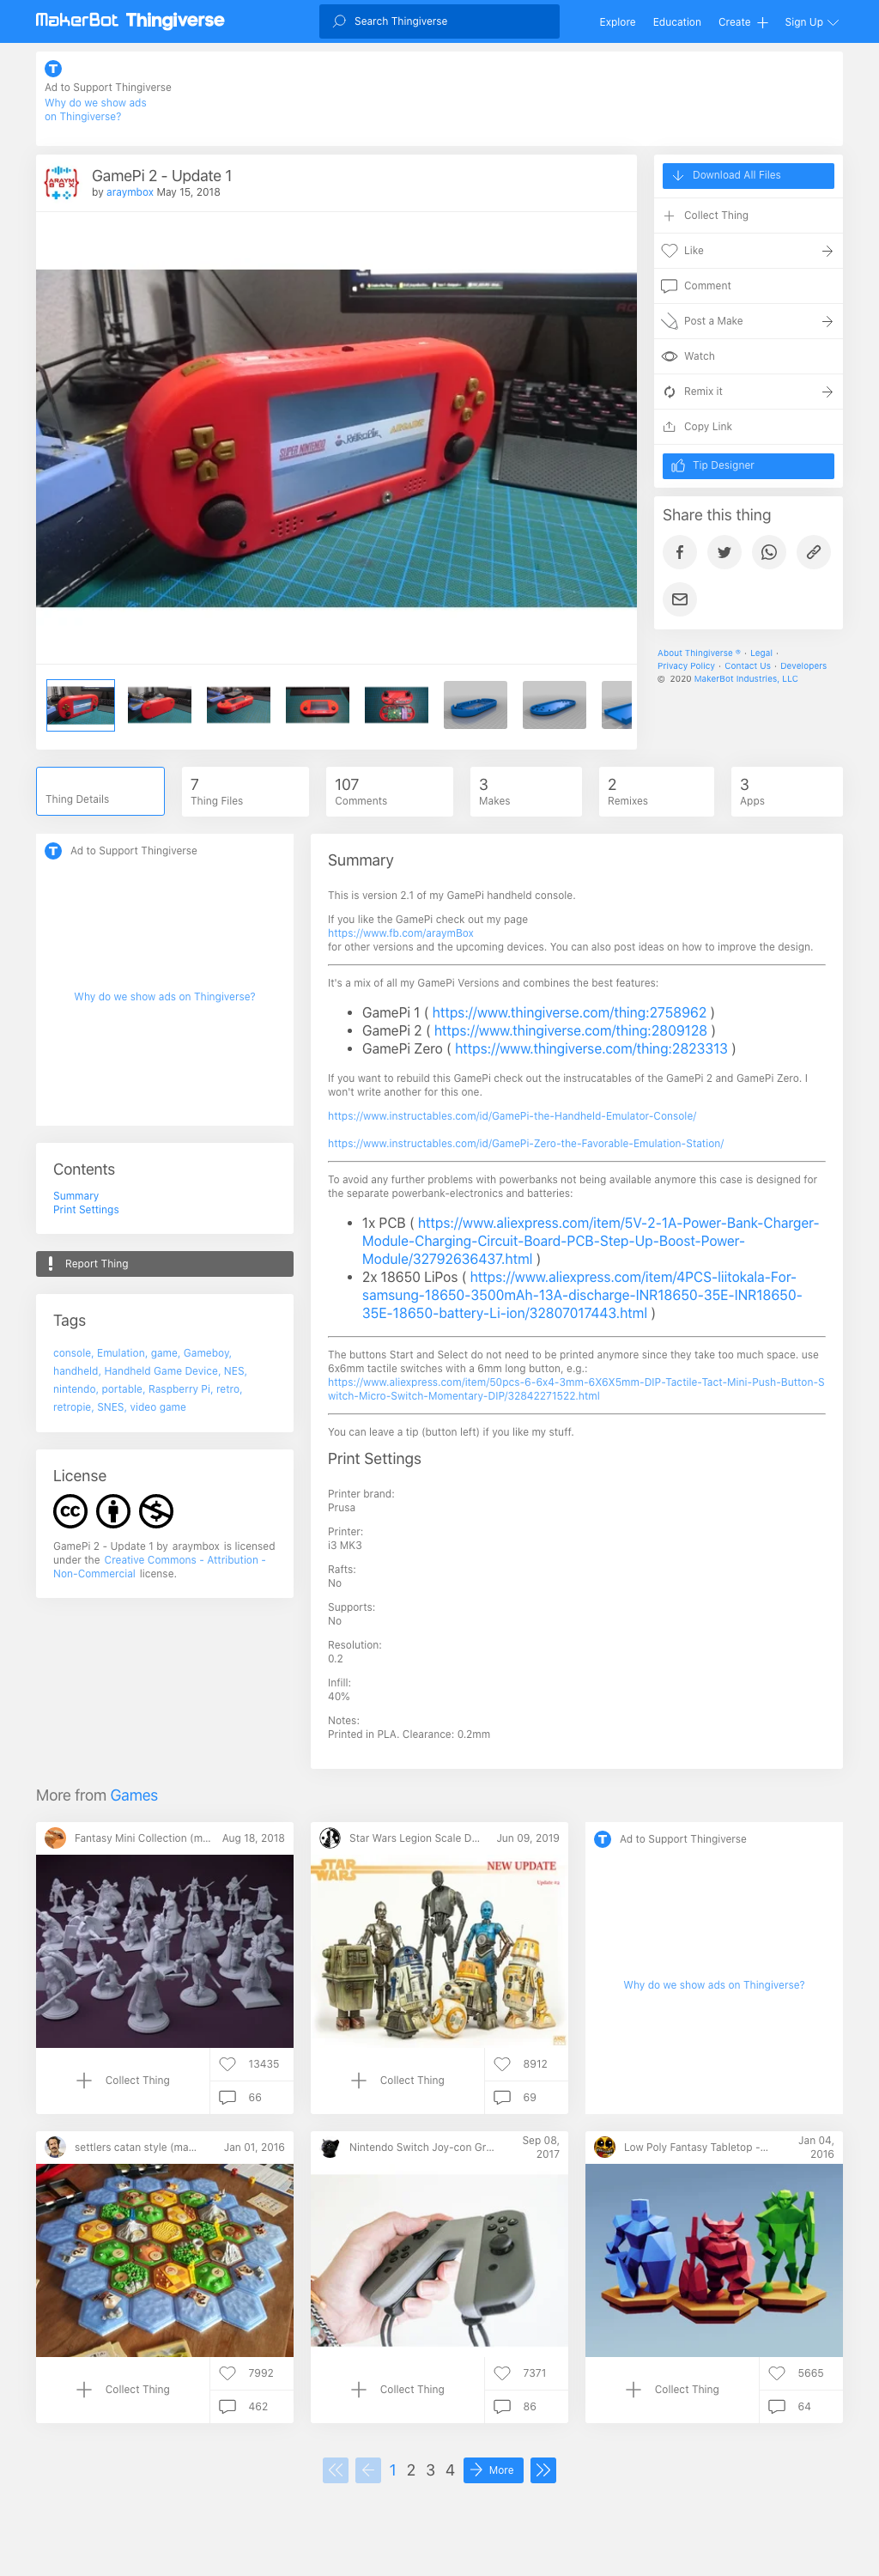 MakerBot Thingiverse
Search Thingiverse
Explore
Education
Create
Sign Up
Ad to Support Thingiverse
Why do we show ads
on Thingiverse?
GamePi 2 - Update 1
by araymbox May 15, 2018
ARAYM
BOX
SUPER NINTENDO
Download All Files
Collect Thing
Like
Comment
Post a Make
Watch
Remix it
Copy Link
Tip Designer
Share this thing
About Thingiverse ® · Legal ·
Privacy Policy · Contact Us · Developers
© 2020 MakerBot Industries, LLC
Thing Details
7
Thing Files
107
Comments
3
Makes
2
Remixes
3
Apps
Ad to Support Thingiverse
Why do we show ads on Thingiverse?
Contents
Summary
Print Settings
Report Thing
Tags
console, Emulation, game, Gameboy,
handheld, Handheld Game Device, NES,
nintendo, portable, Raspberry Pi, retro,
retropie, SNES, video game
License
cc
GamePi 2 - Update 1 by araymbox is licensed
under the Creative Commons - Attribution -
Non-Commercial license.
Summary
This is version 2.1 of my GamePi handheld console.
If you like the GamePi check out my page
https://www.fb.com/araymBox
for other versions and the upcoming devices. You can also post ideas on how to improve the design.
It's a mix of all my GamePi Versions and combines the best features:
• GamePi 1 ( https://www.thingiverse.com/thing:2758962 )
• GamePi 2 ( https://www.thingiverse.com/thing:2809128 )
• GamePi Zero ( https://www.thingiverse.com/thing:2823313 )
If you want to rebuild this GamePi check out the instrucatables of the GamePi 2 and GamePi Zero. I
won't write another for this one.
https://www.instructables.com/id/GamePi-the-Handheld-Emulator-Console/
https://www.instructables.com/id/GamePi-Zero-the-Favorable-Emulation-Station/
To avoid any further problems with powerbanks not being available anymore this case is designed for
the separate powerbank-electronics and batteries:
• 1x PCB ( https://www.aliexpress.com/item/5V-2-1A-Power-Bank-Charger-
Module-Charging-Circuit-Board-PCB-Step-Up-Boost-Power-
Module/32792636437.html )
• 2x 18650 LiPos ( https://www.aliexpress.com/item/4PCS-liitokala-For-
samsung-18650-3500mAh-13A-discharge-INR18650-35E-INR18650-
35E-18650-battery-Li-ion/32807017443.html )
The buttons Start and Select do not need to be printed anymore since they take too much space. use
6x6mm tactile switches with a 6mm long button, e.g.:
https://www.aliexpress.com/item/50pcs-6-6x4-3mm-6X6X5mm-DIP-Tactile-Tact-Mini-Push-Button-S
witch-Micro-Switch-Momentary-DIP/32842271522.html
You can leave a tip (button left) if you like my stuff.
Print Settings
Printer brand:
Prusa
Printer:
i3 MK3
Rafts:
No
Supports:
No
Resolution:
0.2
Infill:
40%
Notes:
Printed in PLA. Clearance: 0.2mm
More from Games
Fantasy Mini Collection (m... Aug 18, 2018
Collect Thing
13435
66
Star Wars Legion Scale D... Jun 09, 2019
STAR
WARS
NEW UPDATE
Collect Thing
8912
69
Ad to Support Thingiverse
Why do we show ads on Thingiverse?
settlers catan style (ma... Jan 01, 2016
Collect Thing
7992
462
Nintendo Switch Joy-con Gr... Sep 08,
2017
Collect Thing
7371
86
Low Poly Fantasy Tabletop -... Jan 04,
2016
Collect Thing
5665
64
1 2 3 4 More